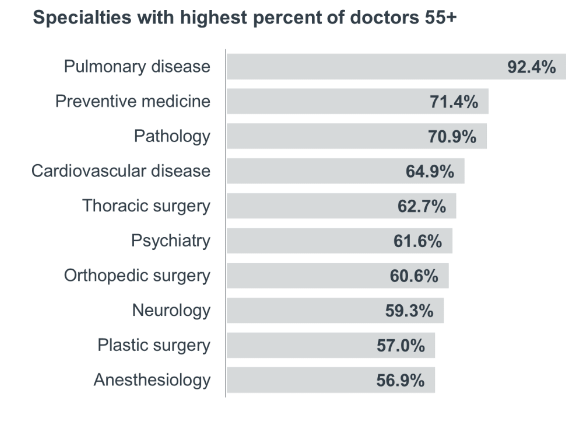 Specialties with highest percent of doctors 55+
Pulmonary disease 92.4%
Preventive medicine 71.4%
Pathology 70.9%
Cardiovascular disease 64.9%
Thoracic surgery 62.7%
Psychiatry 61.6%
Orthopedic surgery 60.6%
Neurology 59.3%
Plastic surgery 57.0%
Anesthesiology 56.9%